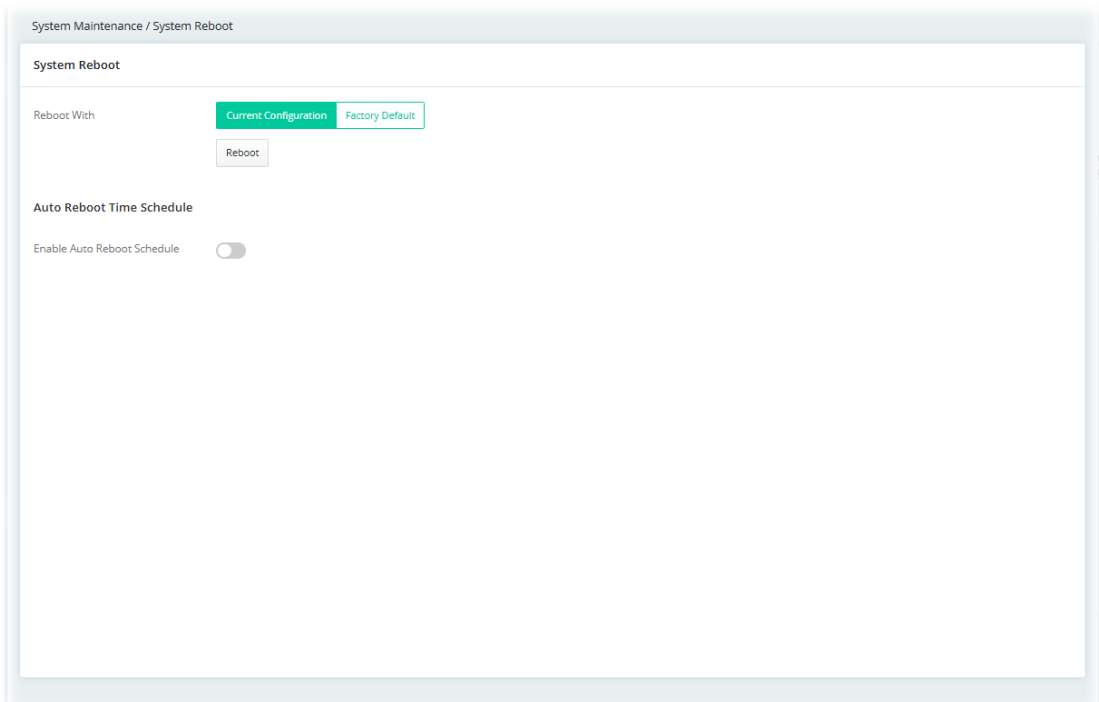 System Maintenance / System Reboot
System Reboot
Reboot With
Current Configuration Factory Default
Reboot
Auto Reboot Time Schedule
Enable Auto Reboot Schedule